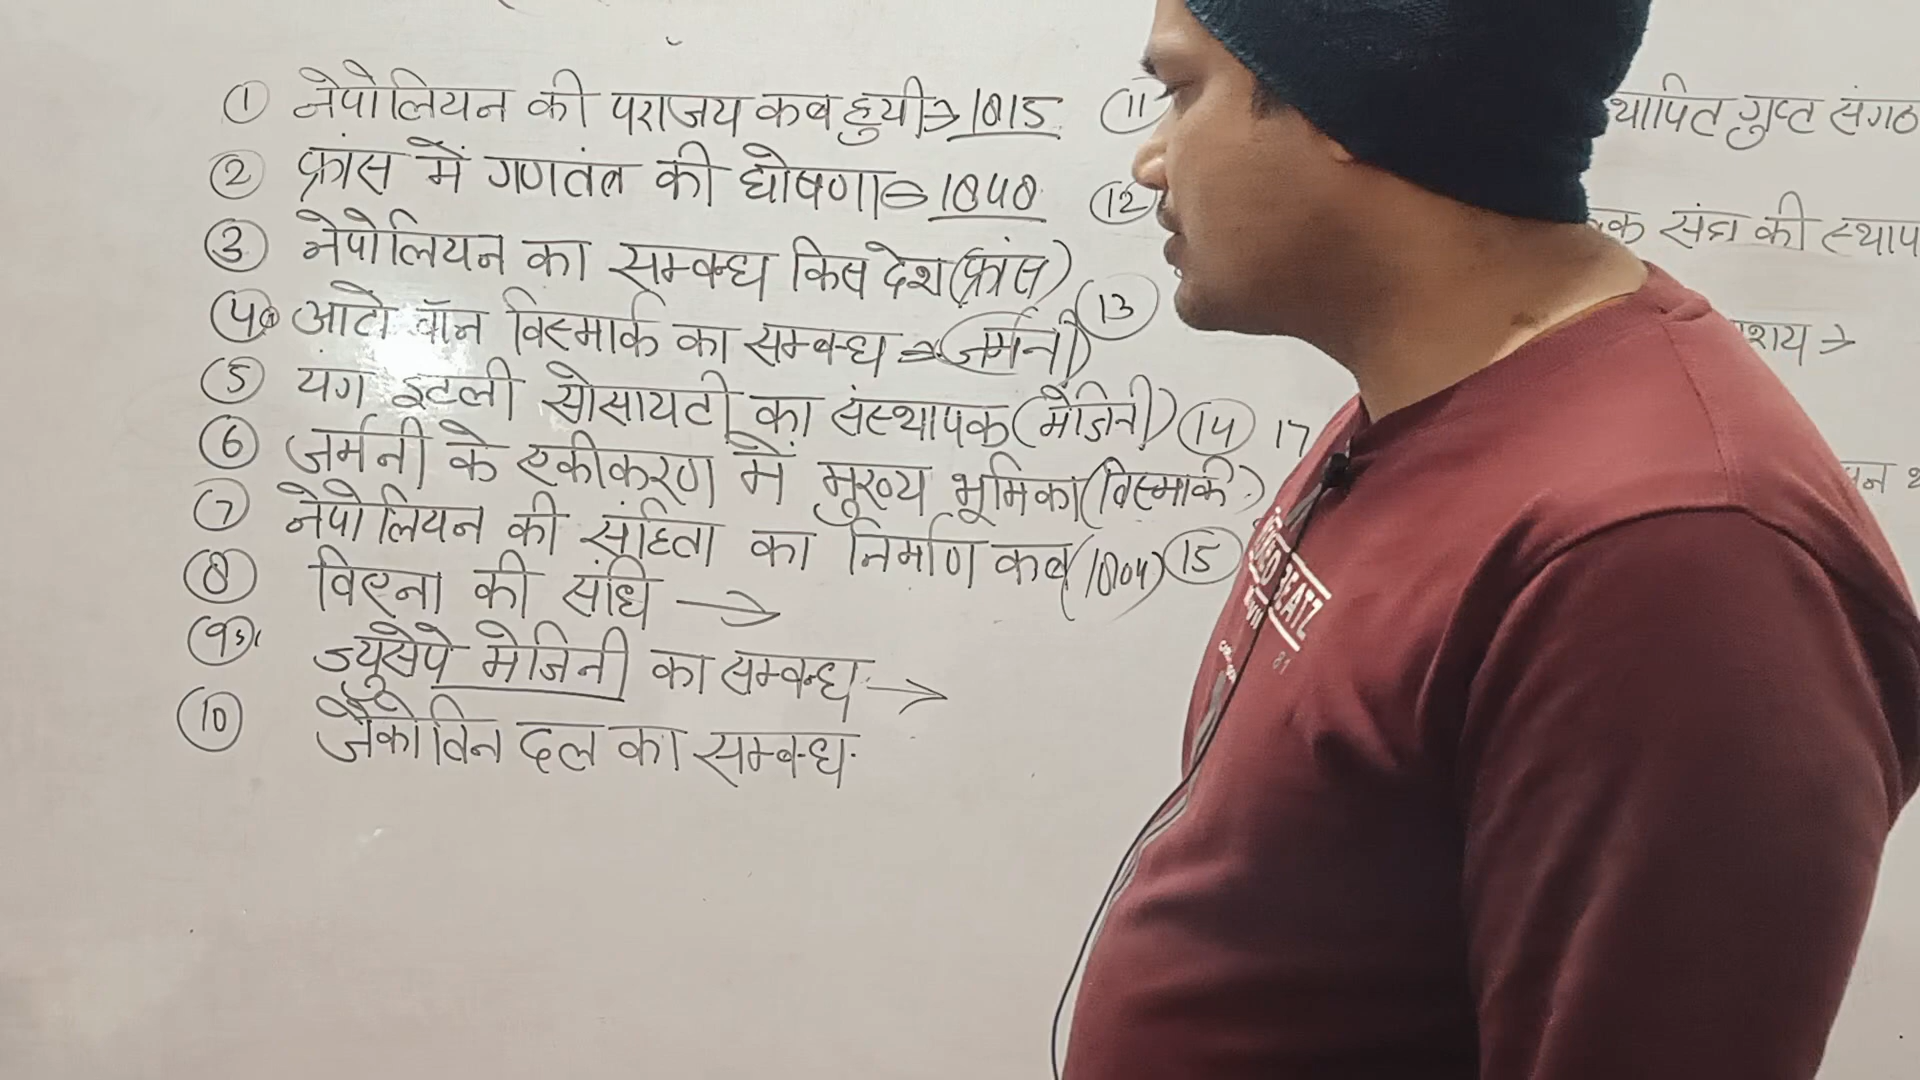 ① नेपोलियन की पराजय कब हुयी→ 1815
② फ्रांस में गणतंत्र की घोषणा= 1848
③ नेपोलियन का सम्बन्ध किस देश (फ्रांस)
④ आटो वॉन विस्मार्क का सम्बन्ध → जर्मनी
⑤ यंग इटली सोसायटी का संस्थापक (मेजिनी)
⑥ जर्मनी के एकीकरण में मुख्य भूमिका (विस्मार्क)
⑦ नेपोलियन की संहिता का निर्माण कब (1804)
⑧ विएना की संधि →
⑨ ज्यूसेपे मेजिनी का सम्बन्ध →
⑩ जैकोविन दल का सम्बन्ध
⑪ थापित गुप्त संगठ
⑫ क संघ की स्थाप
⑬ शय →
⑭ 17
⑮
BEATZ